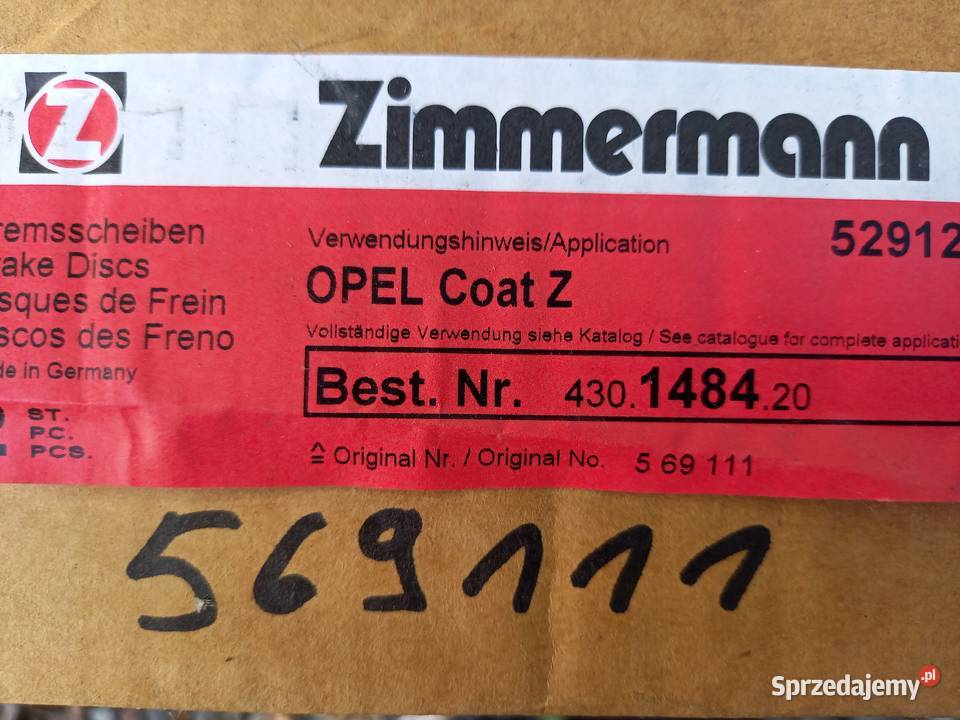 Z
Zimmermann
remsscheiben
ake Discs
sques de Frein
scos des Freno
de in Germany
ST.
PC.
PCS.
Verwendungshinweis/Application
52912
OPEL Coat Z
Vollständige Verwendung siehe Katalog / See catalogue for complete applicati
Best. Nr. 430.1484.20
≙ Original Nr. / Original No. 5 69 111
569111
Sprzedajemy.pl